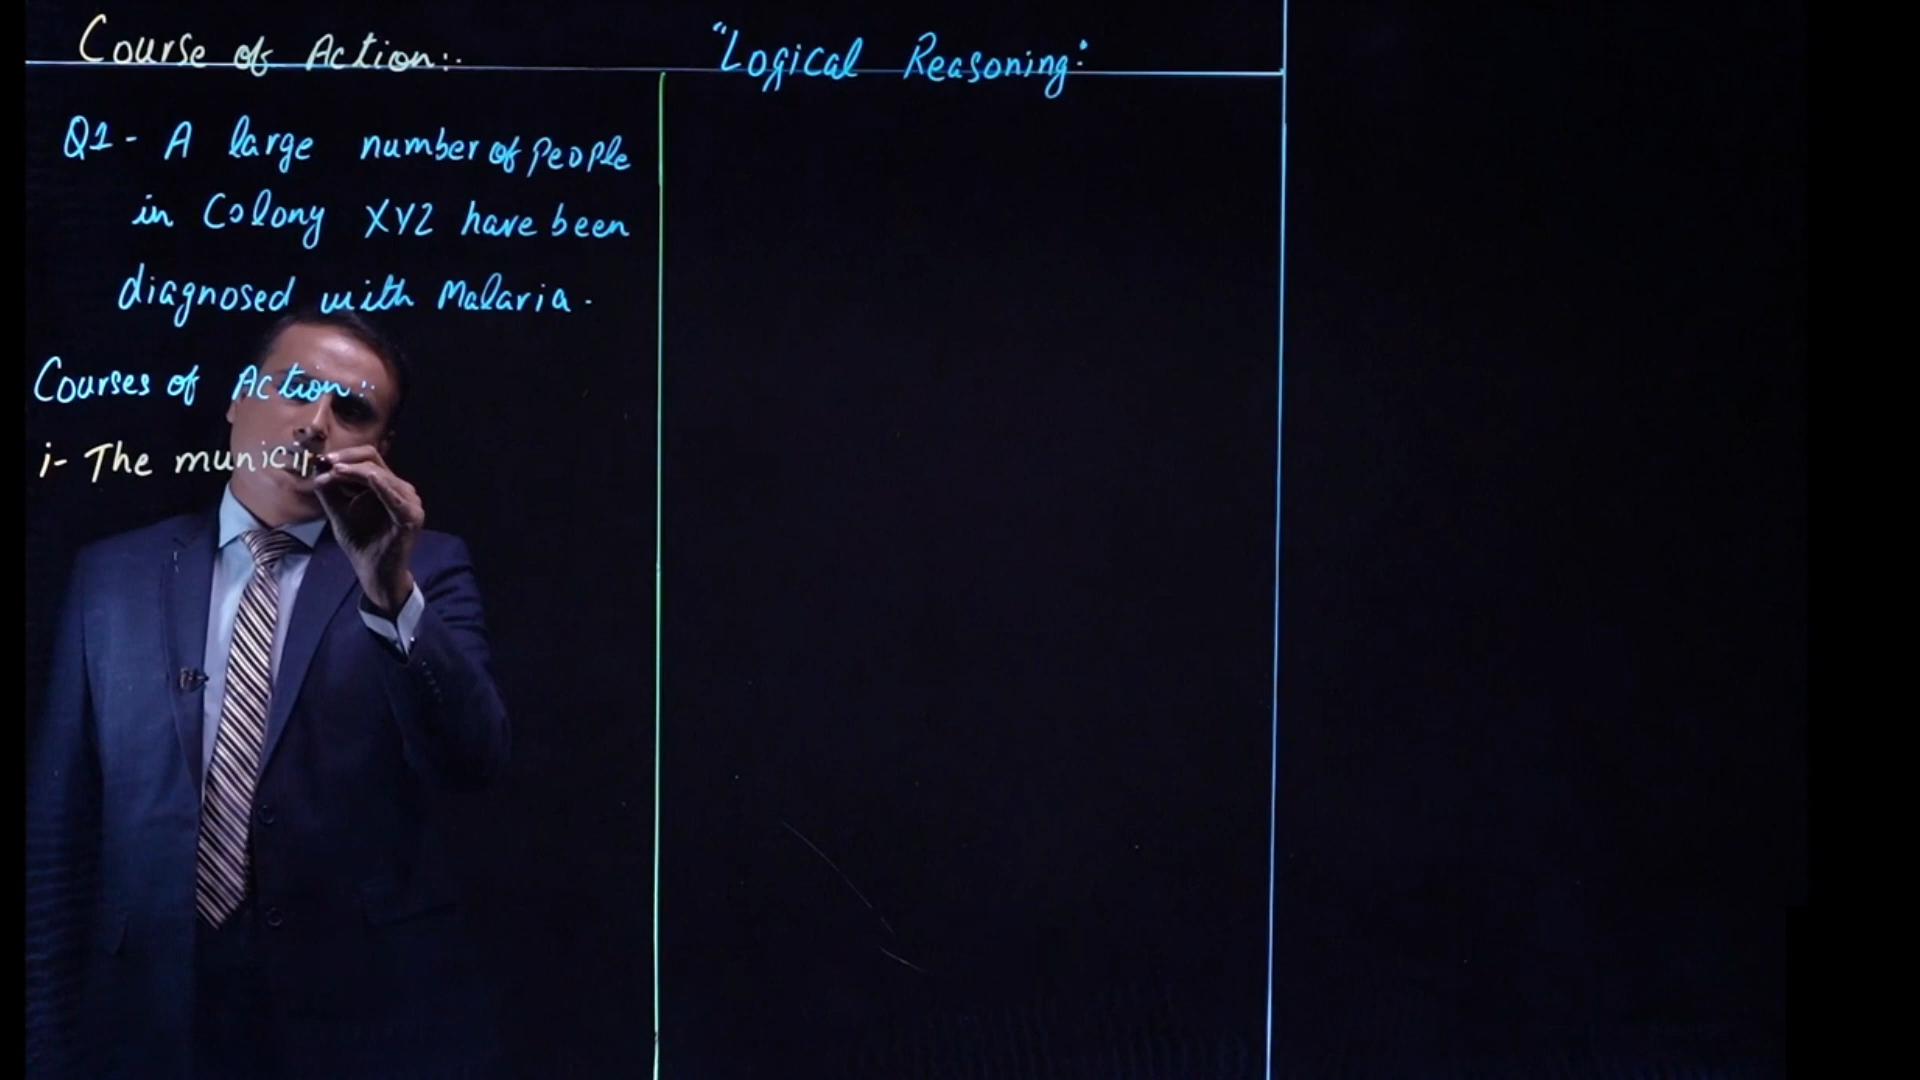 Course of Action:-
"Logical Reasoning:
Q1- A large number of people
in Colony XYZ have been
diagnosed with Malaria.
Courses of Action:-
i- The municip